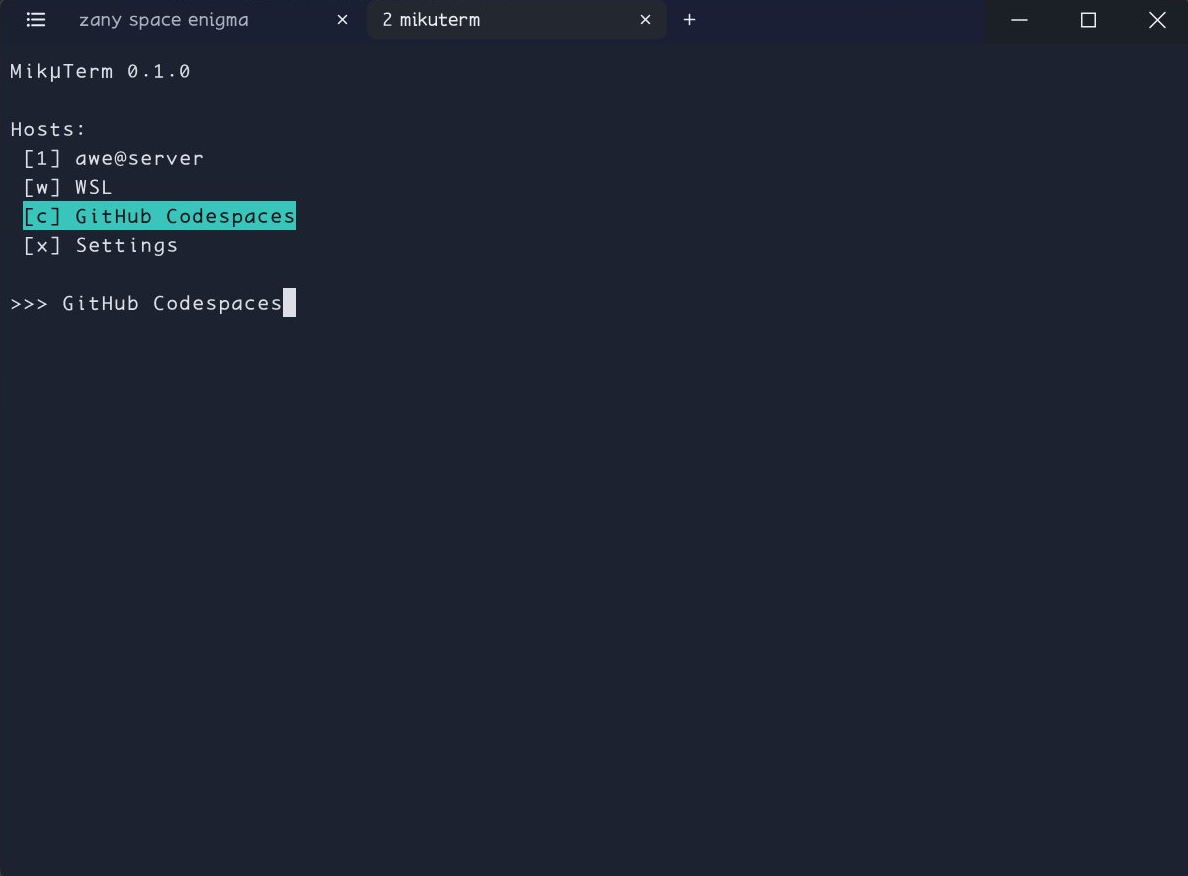 zany space enigma
2 mikuterm
MikµTerm 0.1.0
Hosts:
[1] awe@server
[w] WSL
[c] GitHub Codespaces
[x] Settings
>>> GitHub Codespaces